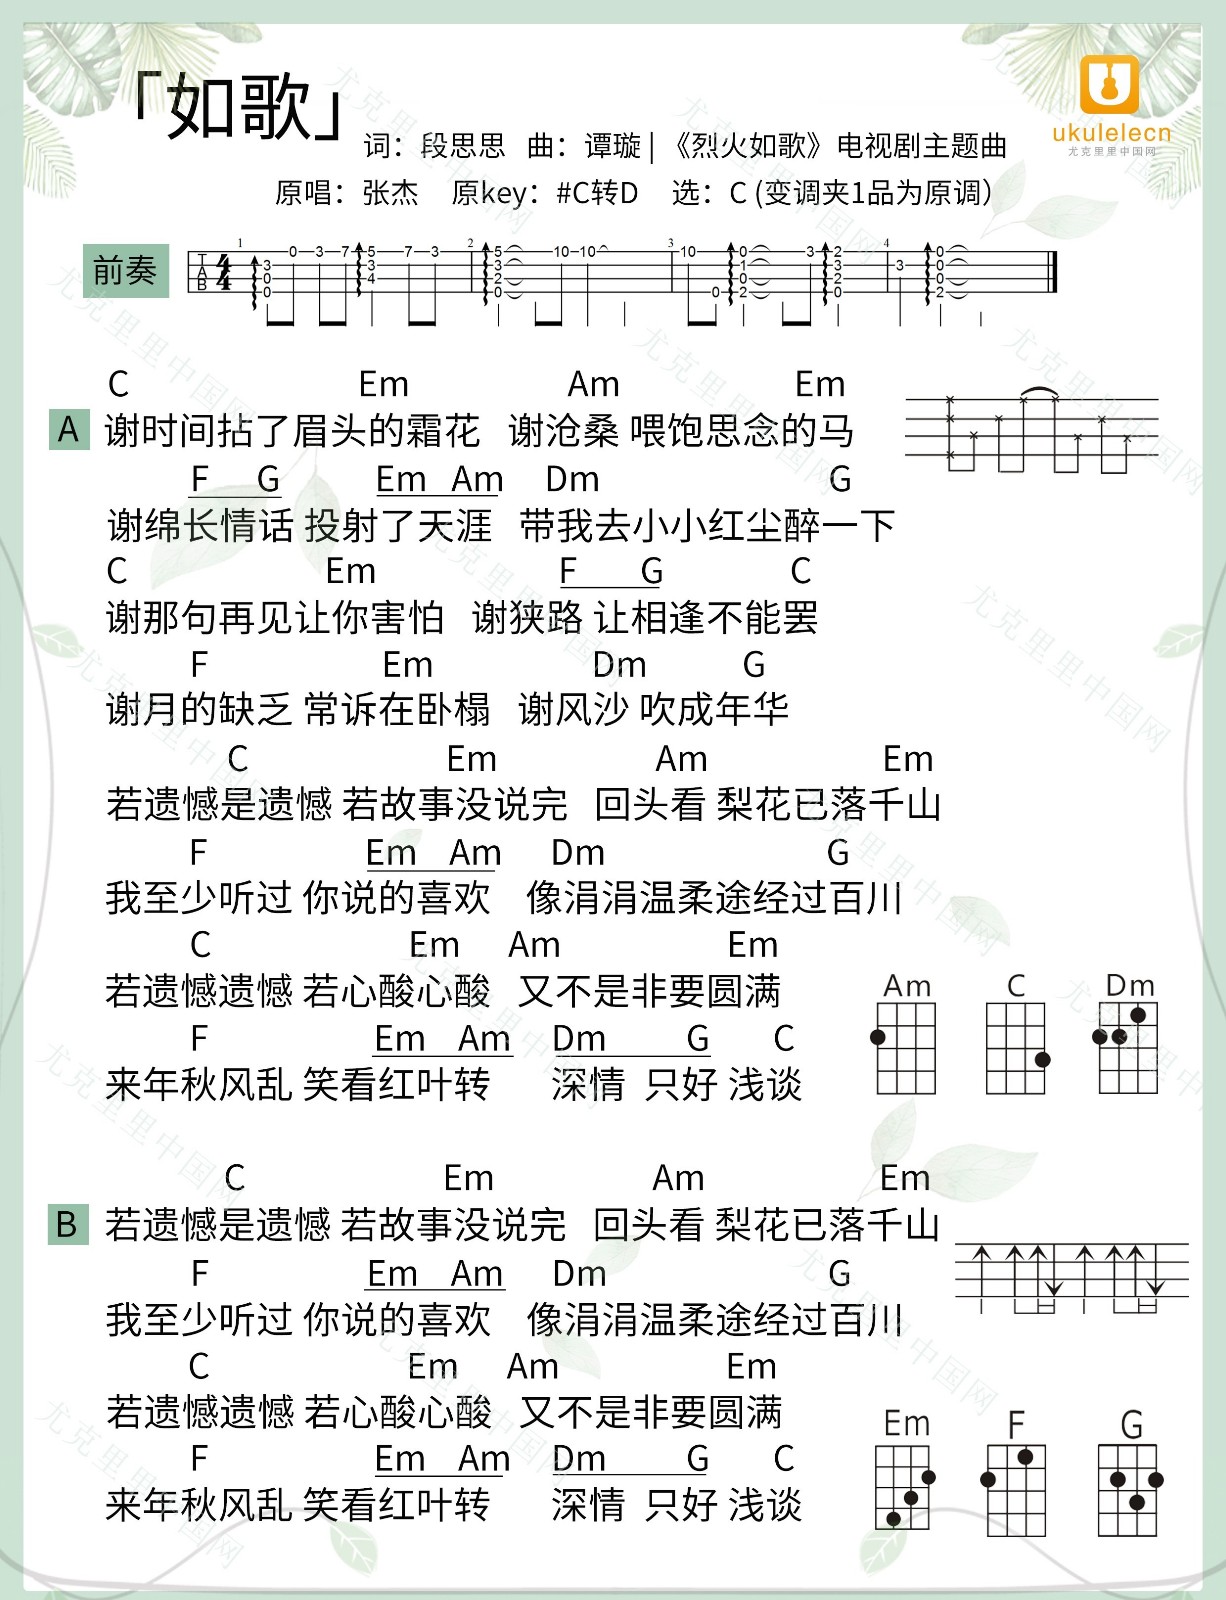 「如歌」
ukulelecn
尤克里里中国网
词：段思思 曲：谭璇 | 《烈火如歌》电视剧主题曲
原唱：张杰 原key：#C转D 选：C (变调夹1品为原调)
前奏
1 2 3 4
0 3 7 5 7 3 5 10 10 10 0 3 2 0
3 3 3 1 3 3 0
T A B 4 4 0 4 2 0 2 0
0 0 0 2 0 2
C Em Am Em
A 谢时间拈了眉头的霜花 谢沧桑 喂饱思念的马
F G Em Am Dm G
谢绵长情话 投射了天涯 带我去小小红尘醉一下
C Em F G C
谢那句再见让你害怕 谢狭路 让相逢不能罢
F Em Dm G
谢月的缺乏 常诉在卧榻 谢风沙 吹成年华
C Em Am Em
若遗憾是遗憾 若故事没说完 回头看 梨花已落千山
F Em Am Dm G
我至少听过 你说的喜欢 像涓涓温柔途经过百川
C Em Am Em
若遗憾遗憾 若心酸心酸 又不是非要圆满
F Em Am Dm G C
来年秋风乱 笑看红叶转 深情 只好 浅谈
Am C Dm
C Em Am Em
B 若遗憾是遗憾 若故事没说完 回头看 梨花已落千山
F Em Am Dm G
我至少听过 你说的喜欢 像涓涓温柔途经过百川
C Em Am Em
若遗憾遗憾 若心酸心酸 又不是非要圆满
F Em Am Dm G C
来年秋风乱 笑看红叶转 深情 只好 浅谈
Em F G